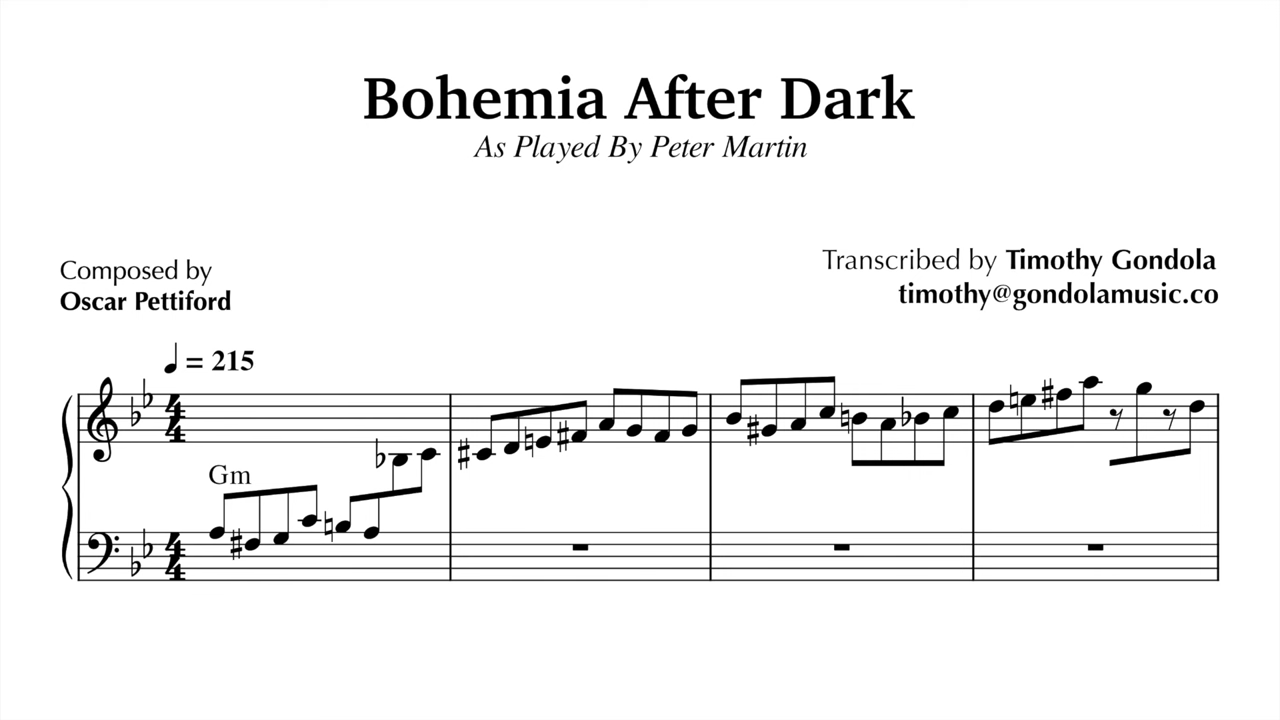 Bohemia After Dark
As Played By Peter Martin
Composed by
Oscar Pettiford
Transcribed by Timothy Gondola
timothy@gondolamusic.co
♩ = 215
Gm